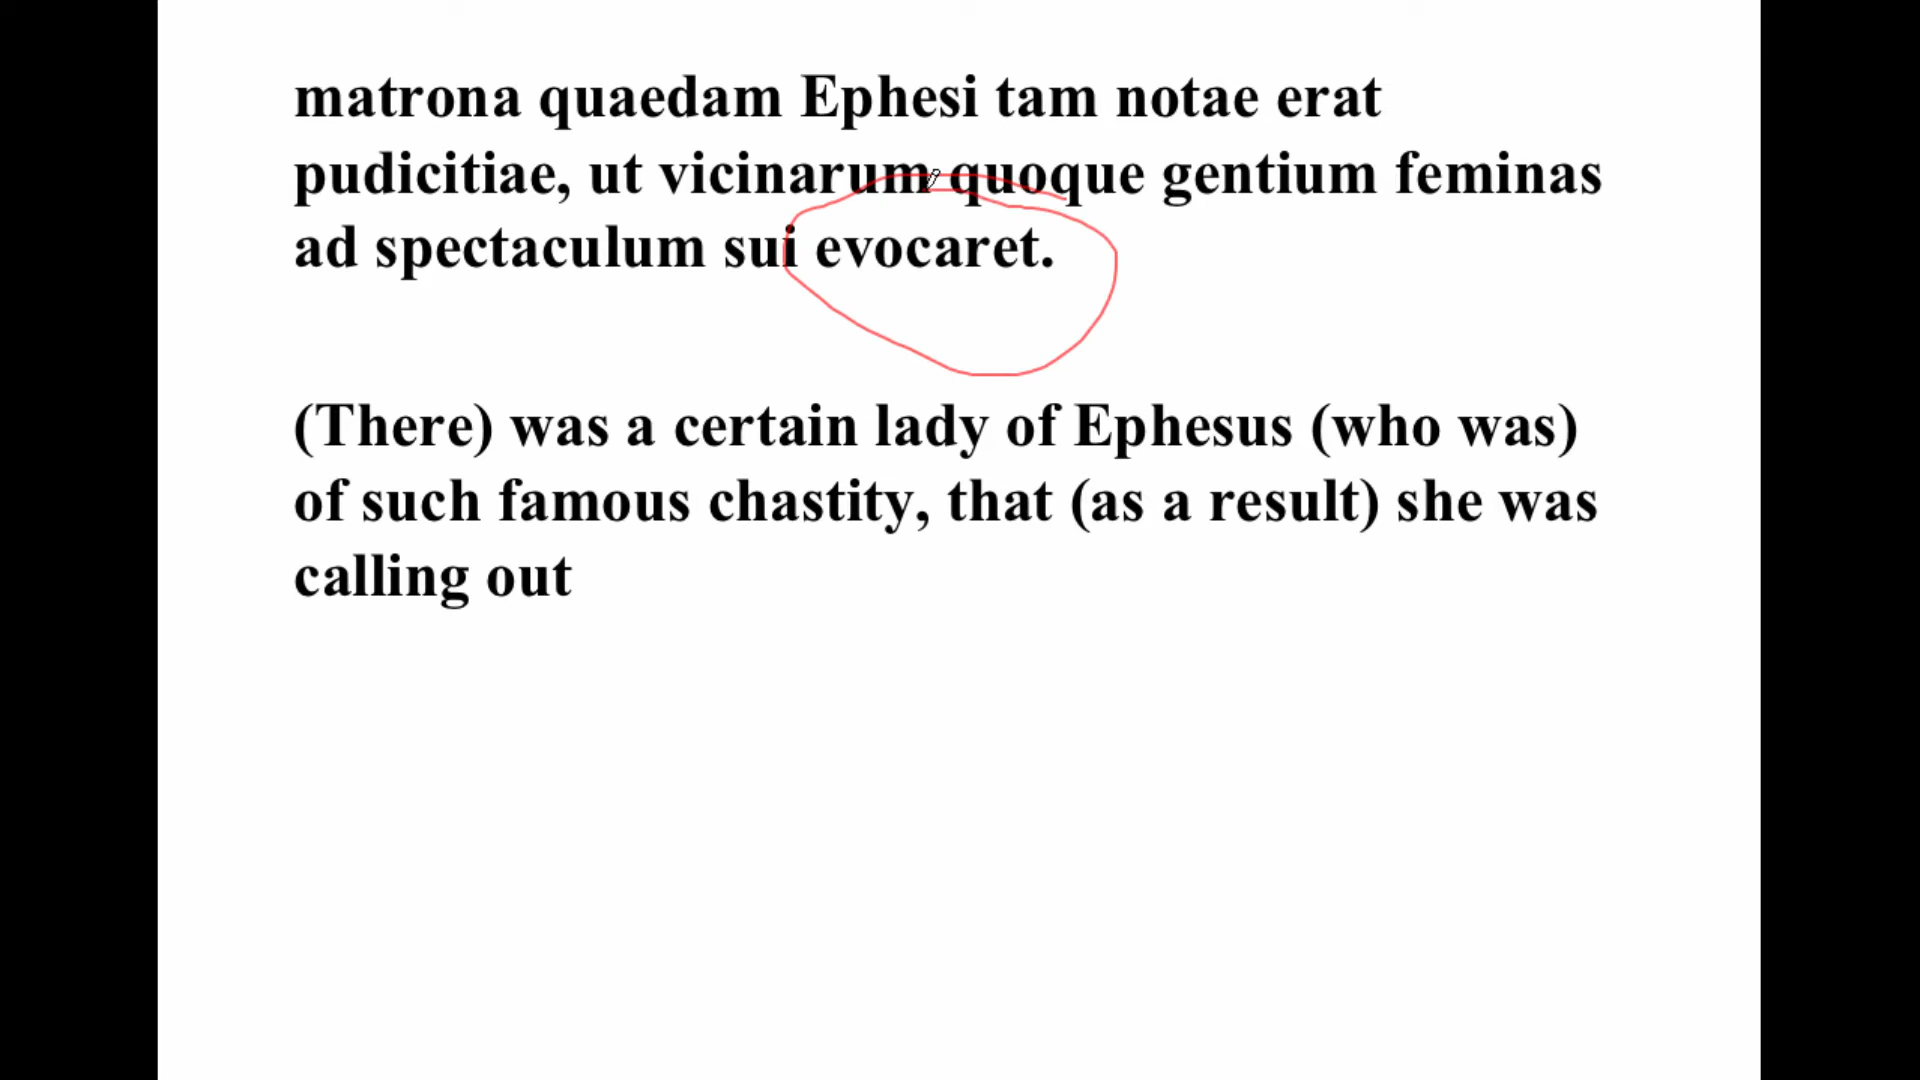 matrona quaedam Ephesi tam notae erat
pudicitiae, ut vicinarum quoque gentium feminas
ad spectaculum sui evocaret.
(There) was a certain lady of Ephesus (who was)
of such famous chastity, that (as a result) she was
calling out